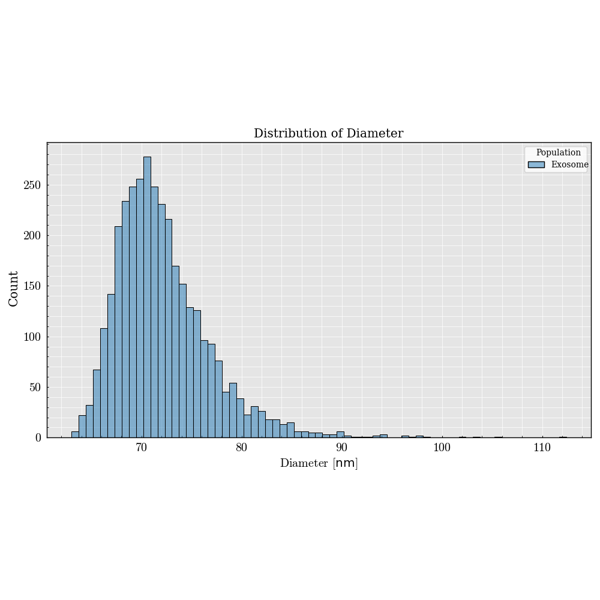 Distribution of Diameter
Population
Exosome
Count
250
200
150
100
50
0
70 80 90 100 110
Diameter [nm]